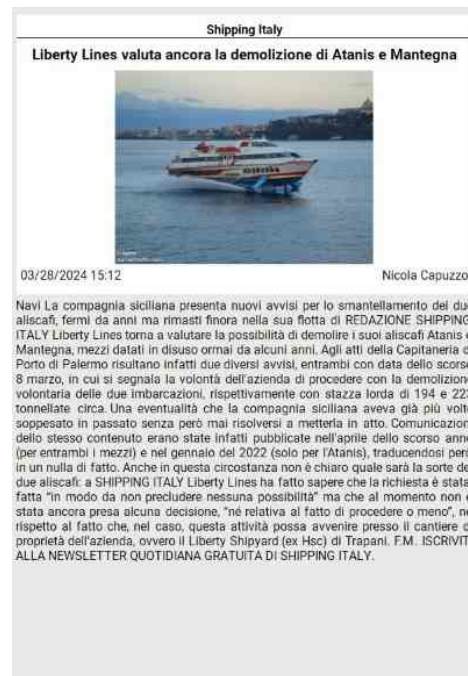 Shipping Italy
Liberty Lines valuta ancora la demolizione di Atanis e Mantegna
03/28/2024 15:12
Nicola Capuzzo
Navi La compagnia siciliana presenta nuovi avvisi per lo smantellamento dei du
aliscafi, fermi da anni ma rimasti finora nella sua flotta di REDAZIONE SHIPPING
ITALY Liberty Lines torna a valutare la possibilità di demolire i suoi aliscafi Atanis e
Mantegna, mezzi datati in disuso ormai da alcuni anni. Agli atti della Capitaneria d
Porto di Palermo risultano infatti due diversi avvisi, entrambi con data dello scorso
8 marzo, in cui si segnala la volontà dell'azienda di procedere con la demolizione
volontaria delle due imbarcazioni, rispettivamente con stazza lorda di 194 e 223
tonnellate circa. Una eventualità che la compagnia siciliana aveva già più volt
soppesato in passato senza però mai risolversi a metterla in atto. Comunicazion
dello stesso contenuto erano state infatti pubblicate nell'aprile dello scorso anno
(per entrambi i mezzi) e nel gennaio del 2022 (solo per l'Atanis), traducendosi però
in un nulla di fatto. Anche in questa circostanza non è chiaro quale sarà la sorte de
due aliscafi: a SHIPPING ITALY Liberty Lines ha fatto sapere che la richiesta è stata
fatta "in modo da non precludere nessuna possibilità" ma che al momento non è
stata ancora presa alcuna decisione, "né relativa al fatto di procedere o meno", né
rispetto al fatto che, nel caso, questa attività possa avvenire presso il cantiere d
proprietà dell'azienda, ovvero il Liberty Shipyard (ex Hsc) di Trapani. F.M. ISCRIVIT
ALLA NEWSLETTER QUOTIDIANA GRATUITA DI SHIPPING ITALY.